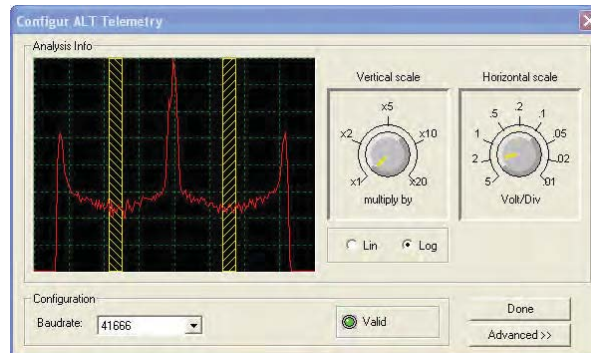 Configur ALT Telemetry
Analysis Info
Vertical scale
x1
x2
x5
x10
x20
multiply by
Lin
Log
Horizontal scale
5
2
1
.5
.2
.1
.05
.02
.01
Volt/Div
Configuration
Baudrate:
41666
Valid
Done
Advanced >>